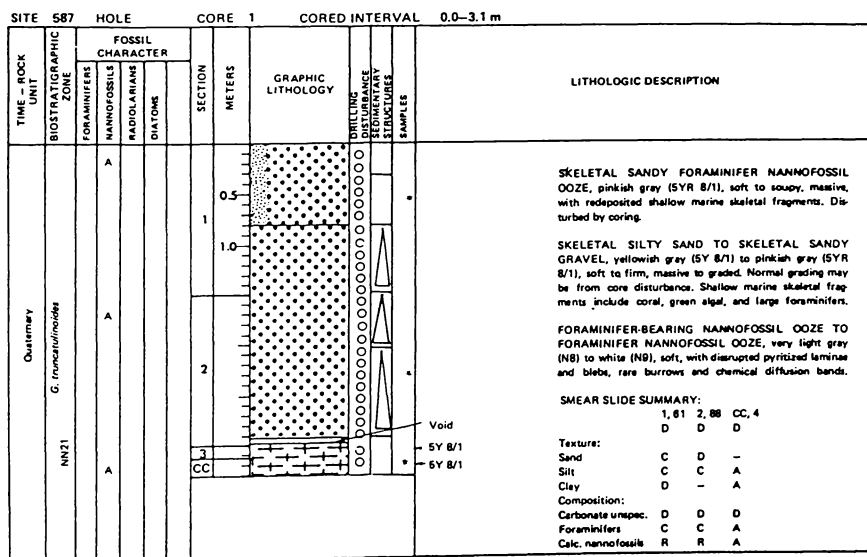 SITE 587 HOLE CORE 1 CORED INTERVAL 0.0–3.1 m
TIME – ROCK UNIT
BIOSTRATIGRAPHIC ZONE
FOSSIL CHARACTER
FORAMINIFERS
NANNOFOSSILS
RADIOLARIANS
DIATOMS
SECTION
METERS
GRAPHIC LITHOLOGY
DRILLING DISTURBANCE
SEDIMENTARY STRUCTURES
SAMPLES
LITHOLOGIC DESCRIPTION
Quaternary
G. truncatulinoides
NN21
A
A
A
1
2
3
CC
0.5
1.0
Void
5Y 8/1
5Y 8/1
SKELETAL SANDY FORAMINIFER NANNOFOSSIL
OOZE, pinkish gray (5YR 8/1), soft to soupy, massive,
with redeposited shallow marine skeletal fragments. Dis-
turbed by coring.
SKELETAL SILTY SAND TO SKELETAL SANDY
GRAVEL, yellowish gray (5Y 8/1) to pinkish gray (5YR
8/1), soft to firm, massive to graded. Normal grading may
be from core disturbance. Shallow marine skeletal frag-
ments include coral, green algal, and large foraminifers.
FORAMINIFER-BEARING NANNOFOSSIL OOZE TO
FORAMINIFER NANNOFOSSIL OOZE, very light gray
(N8) to white (N9), soft, with disrupted pyritized laminae
and blebs, rare burrows and chemical diffusion bands.
SMEAR SLIDE SUMMARY:
1, 61 2, 88 CC, 4
D D D
Texture:
Sand C D –
Silt C C A
Clay D – A
Composition:
Carbonate unspec. D D D
Foraminifers C C A
Calc. nannofossils R R A